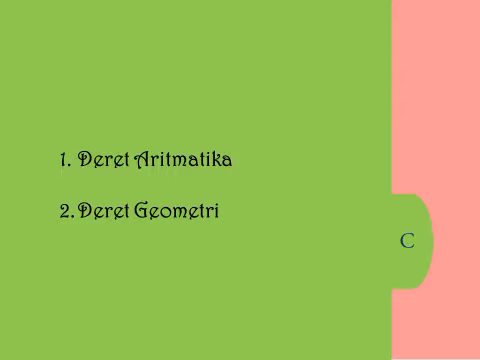 1. Deret Aritmatika
2. Deret Geometri
C